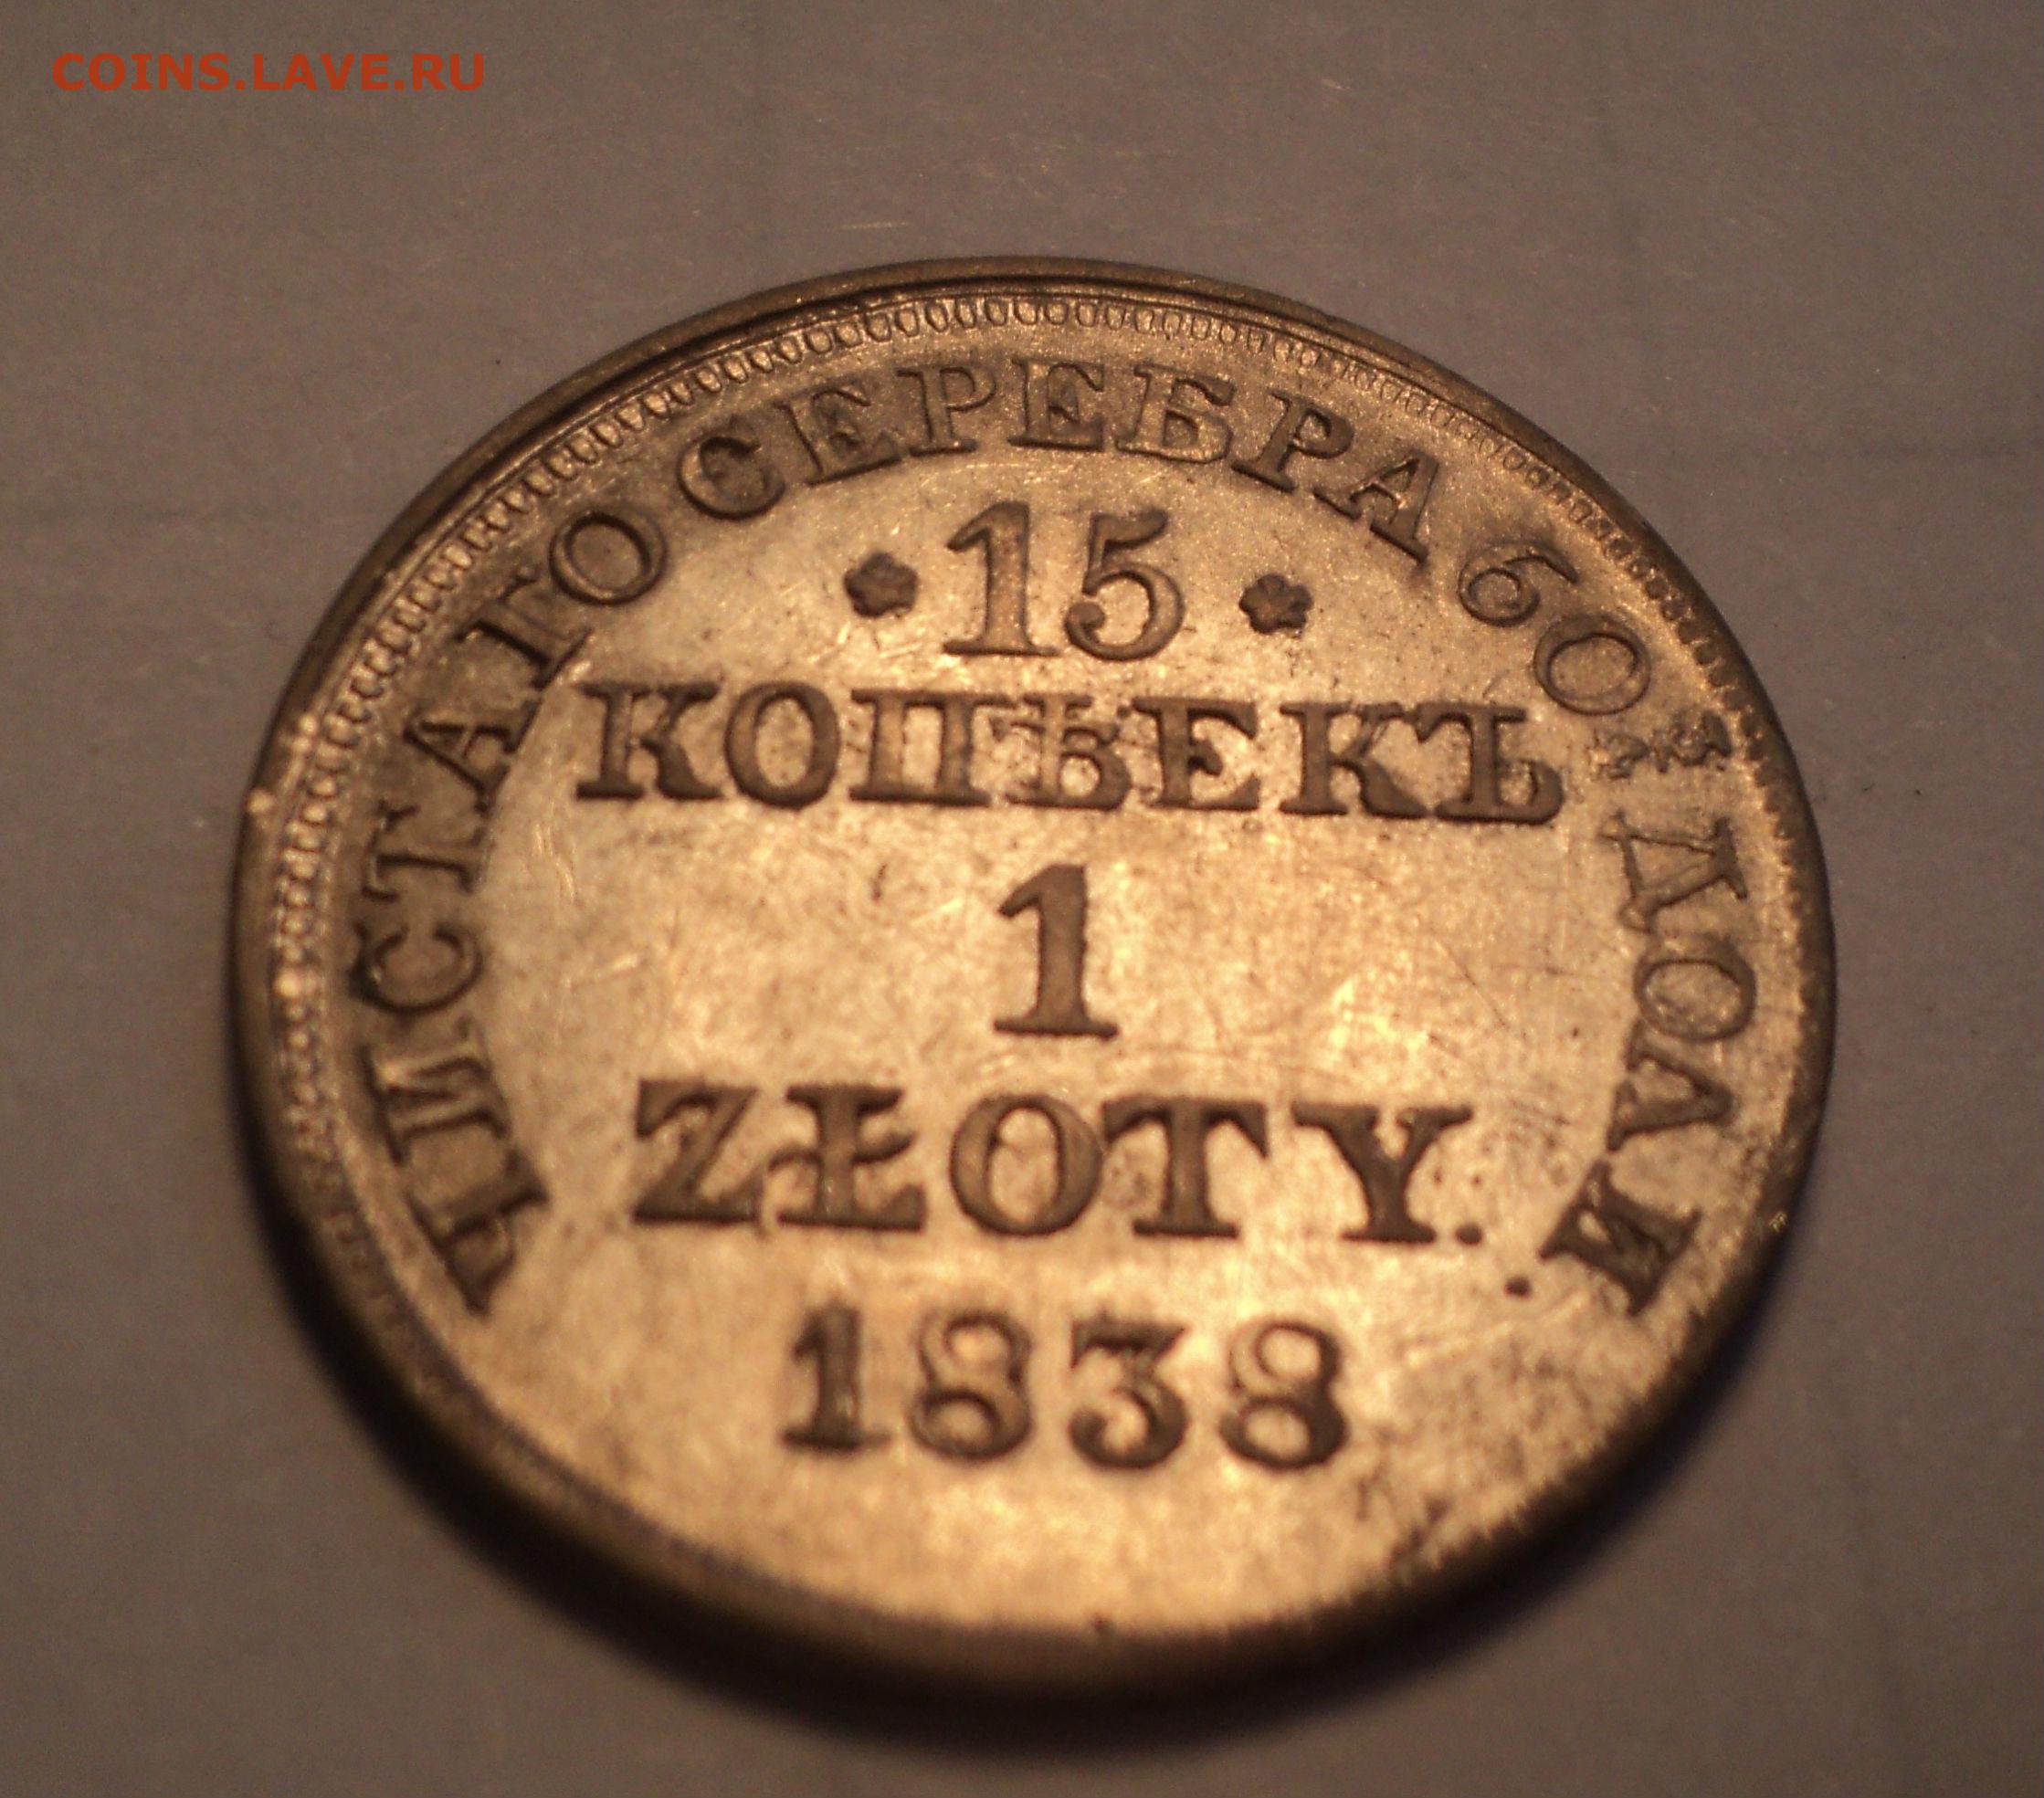 COINS.LAVE.RU
ЧИСТАГО СЕРЕБРА 60 ДОЛИ.
15
КОПѢЕКЪ
1
ZŁOTY.
1838